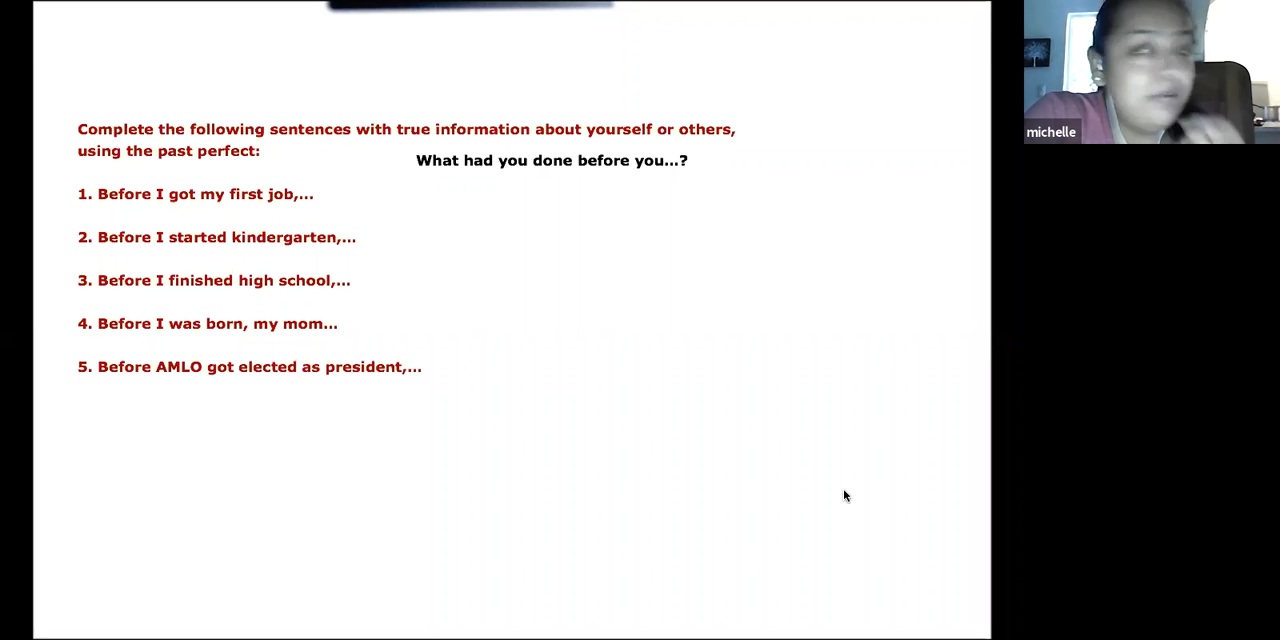 Complete the following sentences with true information about yourself or others,
using the past perfect:
What had you done before you...?
1. Before I got my first job,...
2. Before I started kindergarten,...
3. Before I finished high school,...
4. Before I was born, my mom...
5. Before AMLO got elected as president,...
michelle